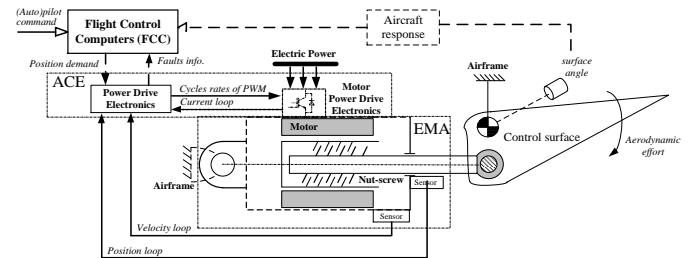 (Auto)pilot
command
Flight Control
Computers (FCC)
Aircraft
response
Position demand
Faults info.
Electric Power
Airframe
surface
angle
ACE
Power Drive
Electronics
Cycles rates of PWM
Current loop
Motor
Power Drive
Electronics
Motor
EMA
Control surface
Aerodynamic
effort
Airframe
Nut-screw
Sensor
Sensor
Velocity loop
Position loop